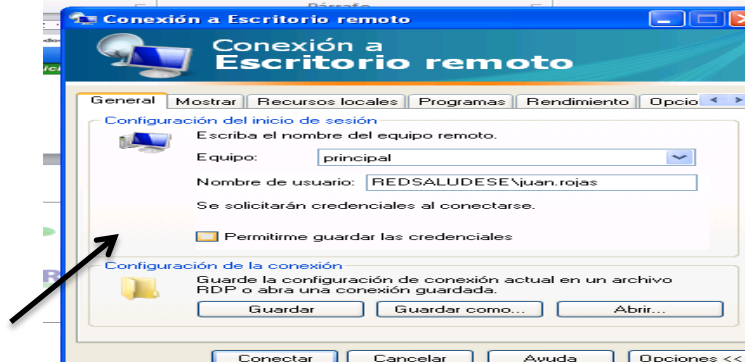 Párrafo
Conexión a Escritorio remoto
Conexión a
Escritorio remoto
General Mostrar Recursos locales Programas Rendimiento Opcio
Configuración del inicio de sesión
Escriba el nombre del equipo remoto.
Equipo: principal
Nombre de usuario: REDSALUDESE\juan.rojas
Se solicitarán credenciales al conectarse.
Permitirme guardar las credenciales
Configuración de la conexión
Guarde la configuración de conexión actual en un archivo
RDP o abra una conexión guardada.
Guardar Guardar como... Abrir...
Conectar Cancelar Ayuda Opciones <<